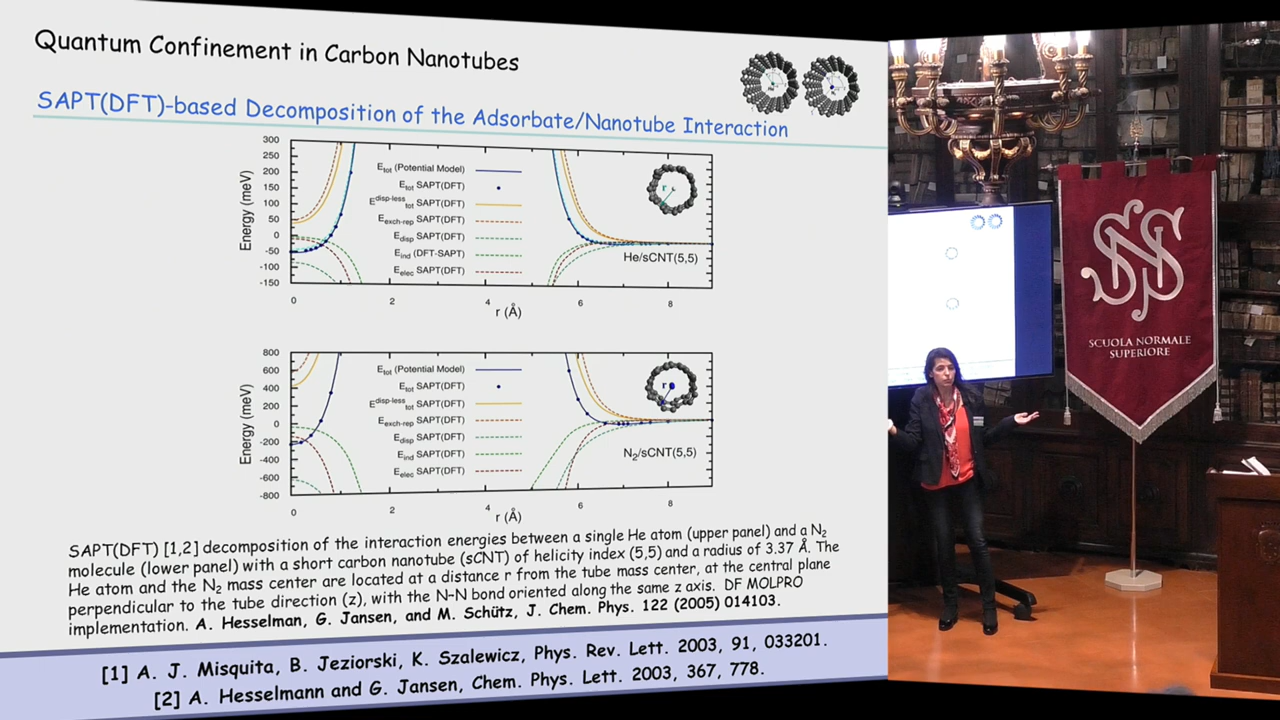 Quantum Confinement in Carbon Nanotubes
SAPT(DFT)-based Decomposition of the Adsorbate/Nanotube Interaction
300
250
200
150
100
50
0
-50
-100
-150
Energy (meV)
Etot (Potential Model)
Etot SAPT(DFT)
E^disp-less tot SAPT(DFT)
Eexch-rep SAPT(DFT)
Edisp SAPT(DFT)
Eind (DFT-SAPT)
Eelec SAPT(DFT)
r
He/sCNT(5,5)
0 2 4 6 8
r (Å)
800
600
400
200
0
-200
-400
-600
-800
Energy (meV)
Etot (Potential Model)
Etot SAPT(DFT)
E^disp-less tot SAPT(DFT)
Eexch-rep SAPT(DFT)
Edisp SAPT(DFT)
Eind SAPT(DFT)
Eelec SAPT(DFT)
r
N2/sCNT(5,5)
0 2 4 6 8
r (Å)
SAPT(DFT) [1,2] decomposition of the interaction energies between a single He atom (upper panel) and a N2
molecule (lower panel) with a short carbon nanotube (sCNT) of helicity index (5,5) and a radius of 3.37 Å. The
He atom and the N2 mass center are located at a distance r from the tube mass center, at the central plane
perpendicular to the tube direction (z), with the N-N bond oriented along the same z axis. DF MOLPRO
implementation. A. Hesselman, G. Jansen, and M. Schütz, J. Chem. Phys. 122 (2005) 014103.
[1] A. J. Misquita, B. Jeziorski, K. Szalewicz, Phys. Rev. Lett. 2003, 91, 033201.
[2] A. Hesselmann and G. Jansen, Chem. Phys. Lett. 2003, 367, 778.
SNS
SCUOLA NORMALE
SUPERIORE